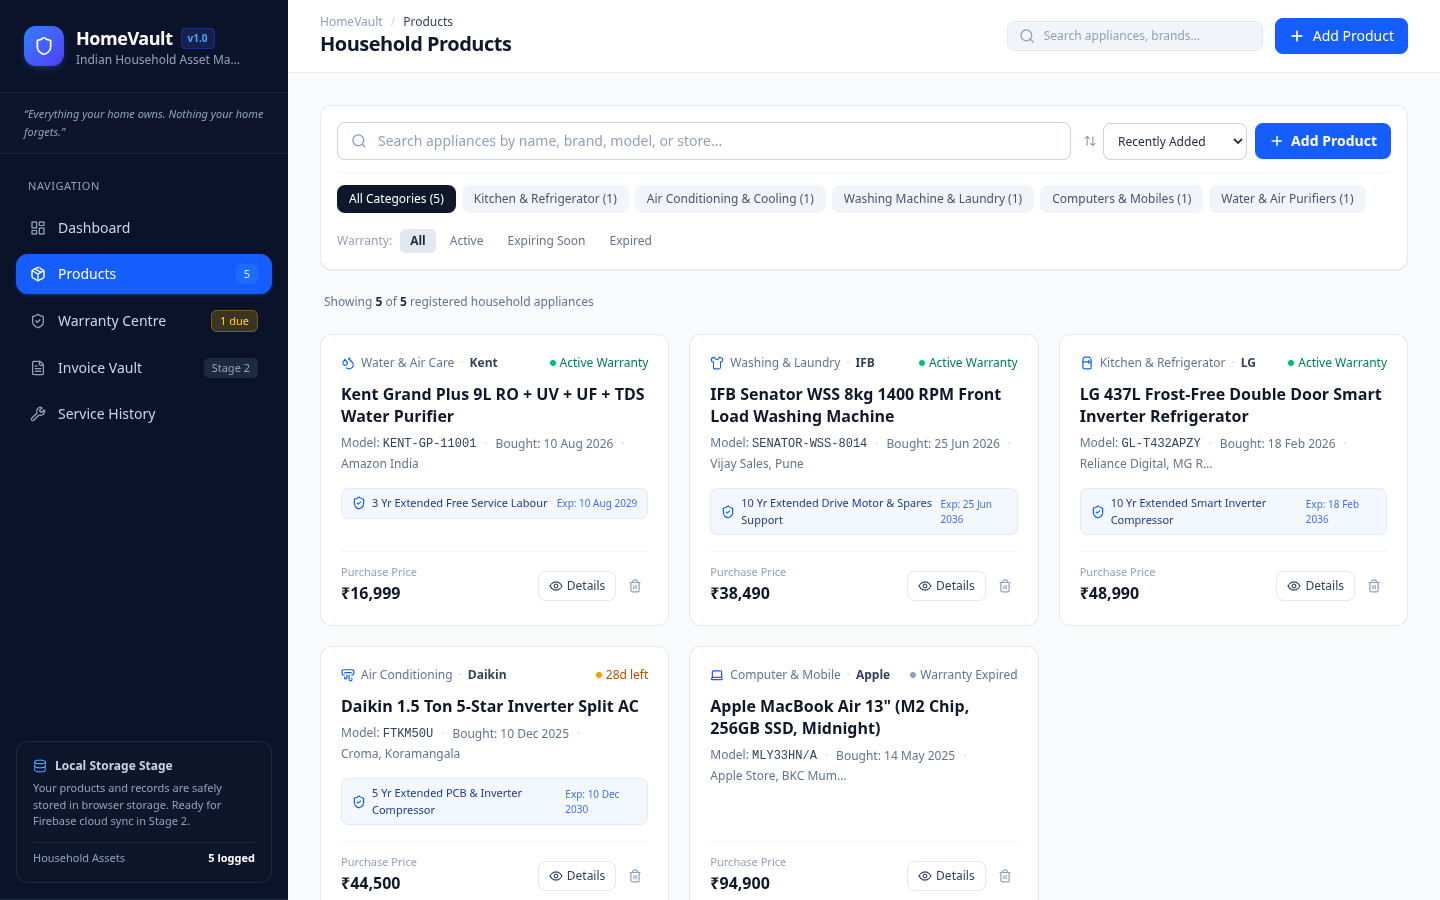 HomeVault v1.0
Indian Household Asset Ma...
“Everything your home owns. Nothing your home
forgets.”
NAVIGATION
Dashboard
Products 5
Warranty Centre 1 due
Invoice Vault Stage 2
Service History
Local Storage Stage
Your products and records are safely
stored in browser storage. Ready for
Firebase cloud sync in Stage 2.
Household Assets 5 logged
HomeVault / Products
Household Products
Search appliances, brands...
Add Product
Search appliances by name, brand, model, or store...
Recently Added
Add Product
All Categories (5) Kitchen & Refrigerator (1) Air Conditioning & Cooling (1) Washing Machine & Laundry (1) Computers & Mobiles (1) Water & Air Purifiers (1)
Warranty: All Active Expiring Soon Expired
Showing 5 of 5 registered household appliances
Water & Air Care · Kent Active Warranty
Kent Grand Plus 9L RO + UV + UF + TDS
Water Purifier
Model: KENT-GP-11001 · Bought: 10 Aug 2026 ·
Amazon India
3 Yr Extended Free Service Labour Exp: 10 Aug 2029
Purchase Price
₹16,999
Details
Washing & Laundry · IFB Active Warranty
IFB Senator WSS 8kg 1400 RPM Front
Load Washing Machine
Model: SENATOR-WSS-8014 · Bought: 25 Jun 2026 ·
Vijay Sales, Pune
10 Yr Extended Drive Motor & Spares
Support
Exp: 25 Jun
2036
Purchase Price
₹38,490
Details
Kitchen & Refrigerator · LG Active Warranty
LG 437L Frost-Free Double Door Smart
Inverter Refrigerator
Model: GL-T432APZY · Bought: 18 Feb 2026 ·
Reliance Digital, MG R...
10 Yr Extended Smart Inverter
Compressor
Exp: 18 Feb
2036
Purchase Price
₹48,990
Details
Air Conditioning · Daikin 28d left
Daikin 1.5 Ton 5-Star Inverter Split AC
Model: FTKM50U · Bought: 10 Dec 2025 ·
Croma, Koramangala
5 Yr Extended PCB & Inverter
Compressor
Exp: 10 Dec
2030
Purchase Price
₹44,500
Details
Computer & Mobile · Apple Warranty Expired
Apple MacBook Air 13" (M2 Chip,
256GB SSD, Midnight)
Model: MLY33HN/A · Bought: 14 May 2025 ·
Apple Store, BKC Mum...
Purchase Price
₹94,900
Details